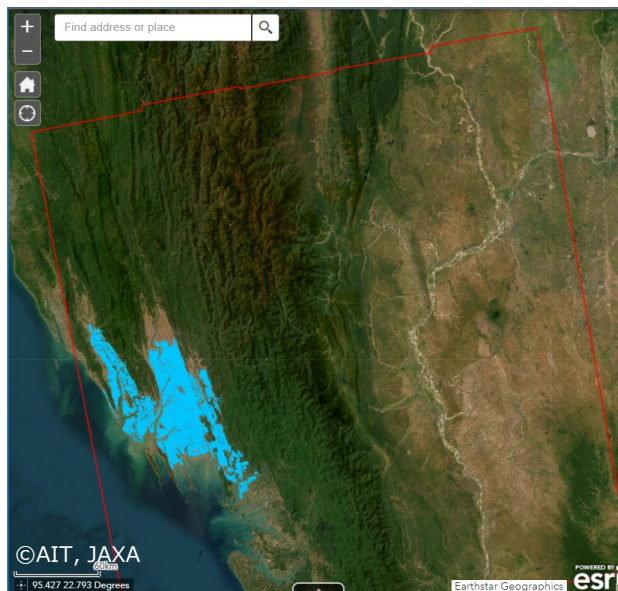 +
Find address or place
−
©AIT, JAXA
60km
95.427 22.793 Degrees
Earthstar Geographics
POWERED BY
esri